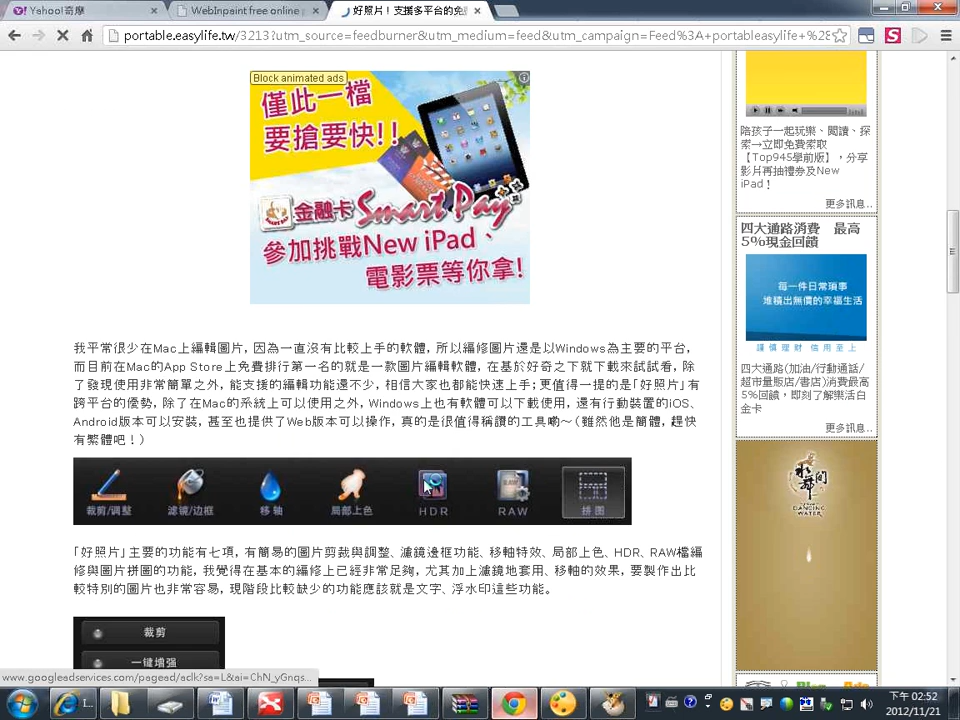 Yahoo!奇摩
WebInpaint free online p
好照片！支援多平台的免
portable.easylife.tw/3213?utm_source=feedburner&utm_medium=feed&utm_campaign=Feed%3A+portableeasylife+%28
Block animated ads
僅此一檔
要搶要快!!
金融卡Smart Pay
參加挑戰New iPad、
電影票等你拿!
陪孩子一起玩樂、閱讀、探
索→立即免費索取
【Top945學前版】，分享
影片再抽禮券及New
iPad！
更多訊息..
四大通路消費　最高
5%現金回饋
每一件日常瑣事
堆積出無價的幸福生活
謹慎理財 信用至上
四大通路(加油/行動通話/
超市量販店/書店)消費最高
5%回饋，即刻了解樂活白
金卡
更多訊息..
水舞的
DANCING
WATER
我平常很少在Mac上編輯圖片，因為一直沒有比較上手的軟體，所以編修圖片還是以Windows為主要的平台，
而目前在Mac的App Store上免費排行第一名的就是一款圖片編輯軟體，在基於好奇之下就下載來試試看，除
了發現使用非常簡單之外，能支援的編輯功能還不少，相信大家也都能快速上手；更值得一提的是「好照片」有
跨平台的優勢，除了在Mac的系統上可以使用之外，Windows上也有軟體可以下載使用，還有行動裝置的iOS、
Android版本可以安裝，甚至也提供了Web版本可以操作，真的是很值得稱讚的工具喲～（雖然他是簡體，趕快
有繁體吧！）
裁剪/调整 滤镜/边框 移轴 局部上色 HDR RAW 拼图
「好照片」主要的功能有七項，有簡易的圖片剪裁與調整、濾鏡邊框功能、移軸特效、局部上色、HDR、RAW檔編
修與圖片拼圖的功能，我覺得在基本的編修上已經非常足夠，尤其加上濾鏡地套用、移軸的效果，要製作出比
較特別的圖片也非常容易，現階段比較缺少的功能應該就是文字、浮水印這些功能。
裁剪
一键增强
www.googleadservices.com/pagead/aclk?sa=L&ai=ChN_yGnqs...
下午 02:52
2012/11/21